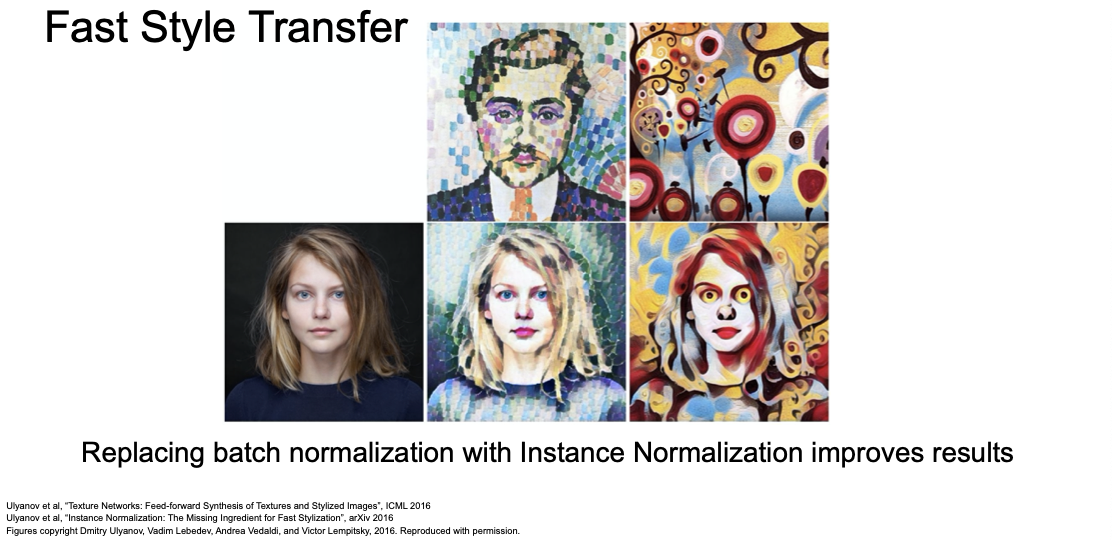 Fast Style Transfer
Replacing batch normalization with Instance Normalization improves results
Ulyanov et al, “Texture Networks: Feed-forward Synthesis of Textures and Stylized Images”, ICML 2016
Ulyanov et al, “Instance Normalization: The Missing Ingredient for Fast Stylization”, arXiv 2016
Figures copyright Dmitry Ulyanov, Vadim Lebedev, Andrea Vedaldi, and Victor Lempitsky, 2016. Reproduced with permission.